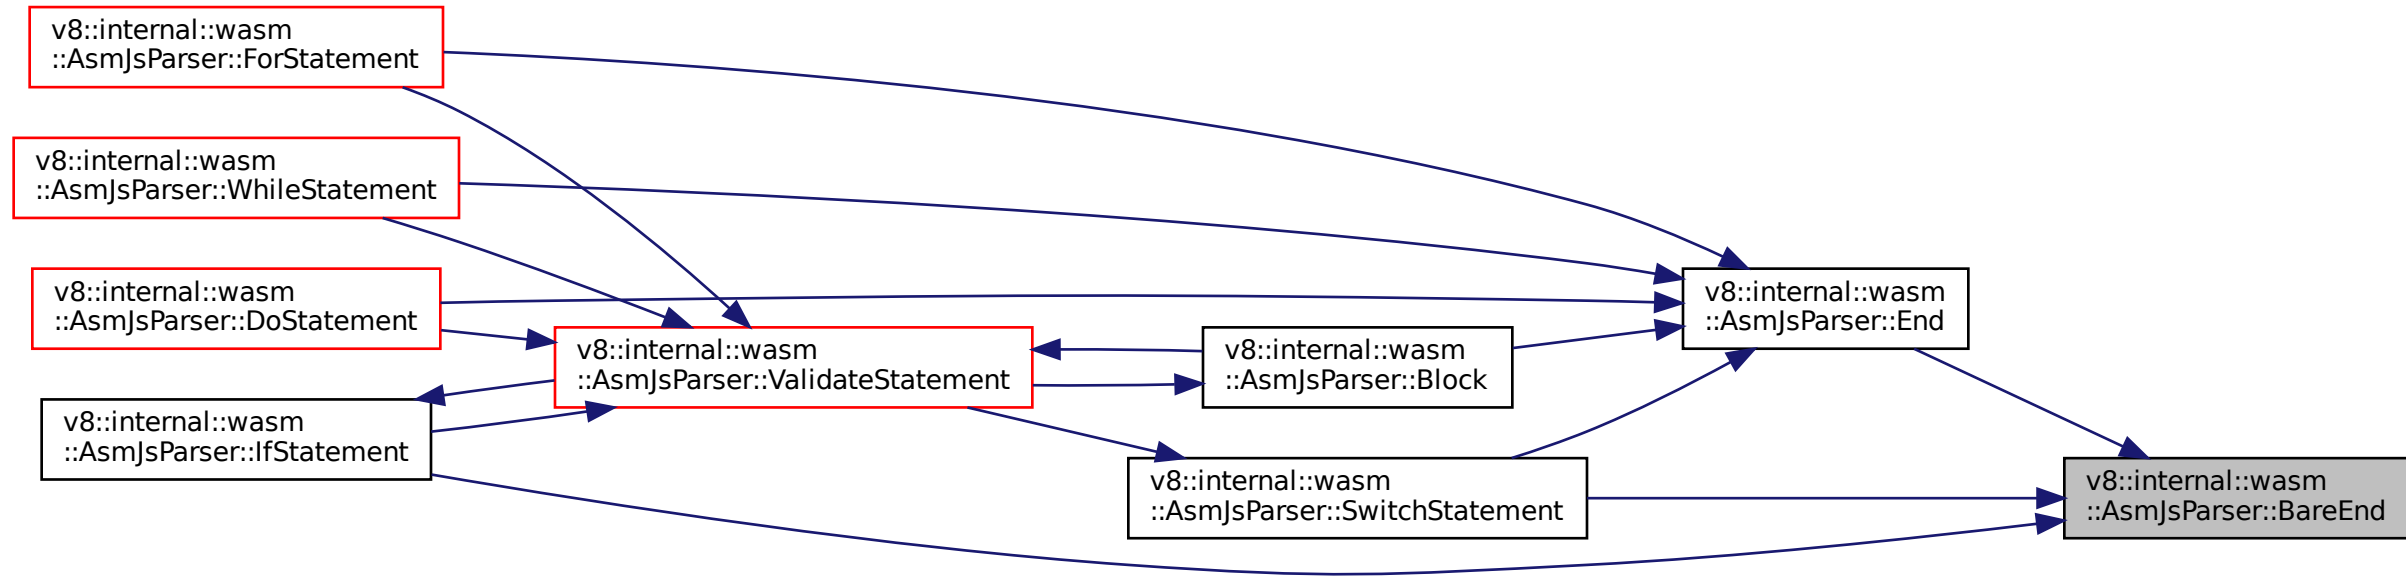 v8::internal::wasm
::AsmJsParser::ForStatement
v8::internal::wasm
::AsmJsParser::WhileStatement
v8::internal::wasm
::AsmJsParser::DoStatement
v8::internal::wasm
::AsmJsParser::End
v8::internal::wasm
::AsmJsParser::ValidateStatement
v8::internal::wasm
::AsmJsParser::Block
v8::internal::wasm
::AsmJsParser::IfStatement
v8::internal::wasm
::AsmJsParser::SwitchStatement
v8::internal::wasm
::AsmJsParser::BareEnd